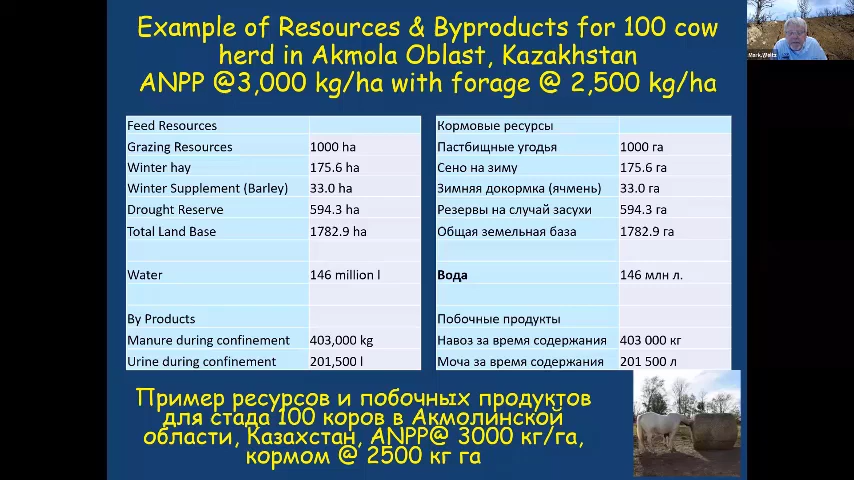 Example of Resources & Byproducts for 100 cow
herd in Akmola Oblast, Kazakhstan
ANPP @3,000 kg/ha with forage @ 2,500 kg/ha
Mark.Weltz
Feed Resources
Grazing Resources 1000 ha
Winter hay 175.6 ha
Winter Supplement (Barley) 33.0 ha
Drought Reserve 594.3 ha
Total Land Base 1782.9 ha
Water 146 million l
By Products
Manure during confinement 403,000 kg
Urine during confinement 201,500 l
Кормовые ресурсы
Пастбищные угодья 1000 га
Сено на зиму 175.6 га
Зимняя докормка (ячмень) 33.0 га
Резервы на случай засухи 594.3 га
Общая земельная база 1782.9 га
Вода 146 млн л.
Побочные продукты
Навоз за время содержания 403 000 кг
Моча за время содержания 201 500 л
Пример ресурсов и побочных продуктов
для стада 100 коров в Акмолинской
области, Казахстан, ANPP@ 3000 кг/га,
кормом @ 2500 кг га